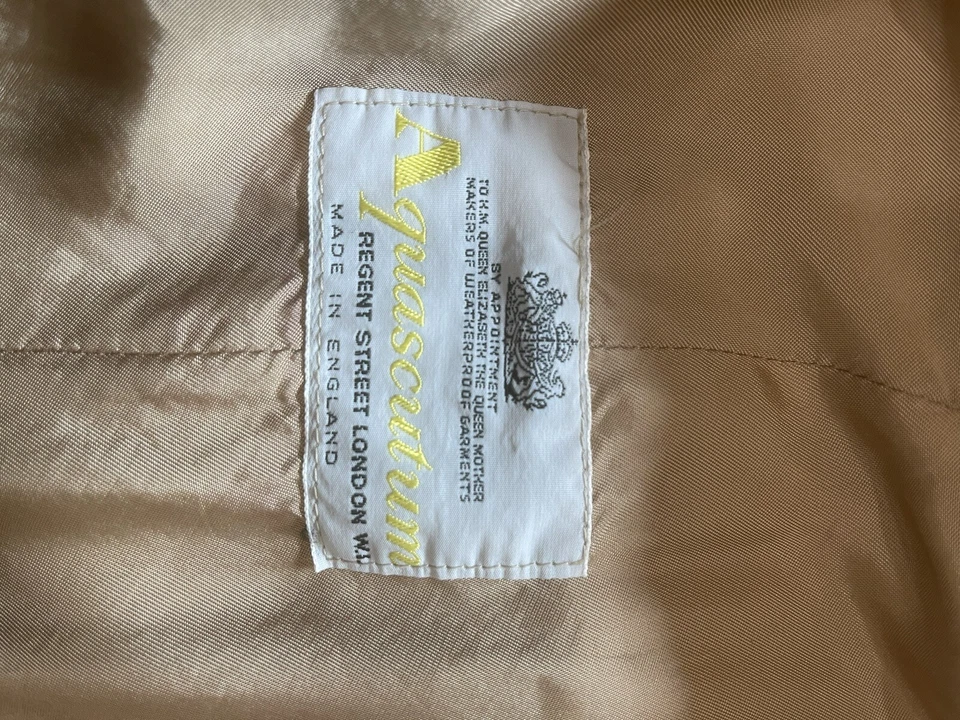 BY APPOINTMENT
TO H.M. QUEEN ELIZABETH THE QUEEN MOTHER
MAKERS OF WEATHERPROOF GARMENTS
Aquascutum
REGENT STREET LONDON W.1.
MADE IN ENGLAND